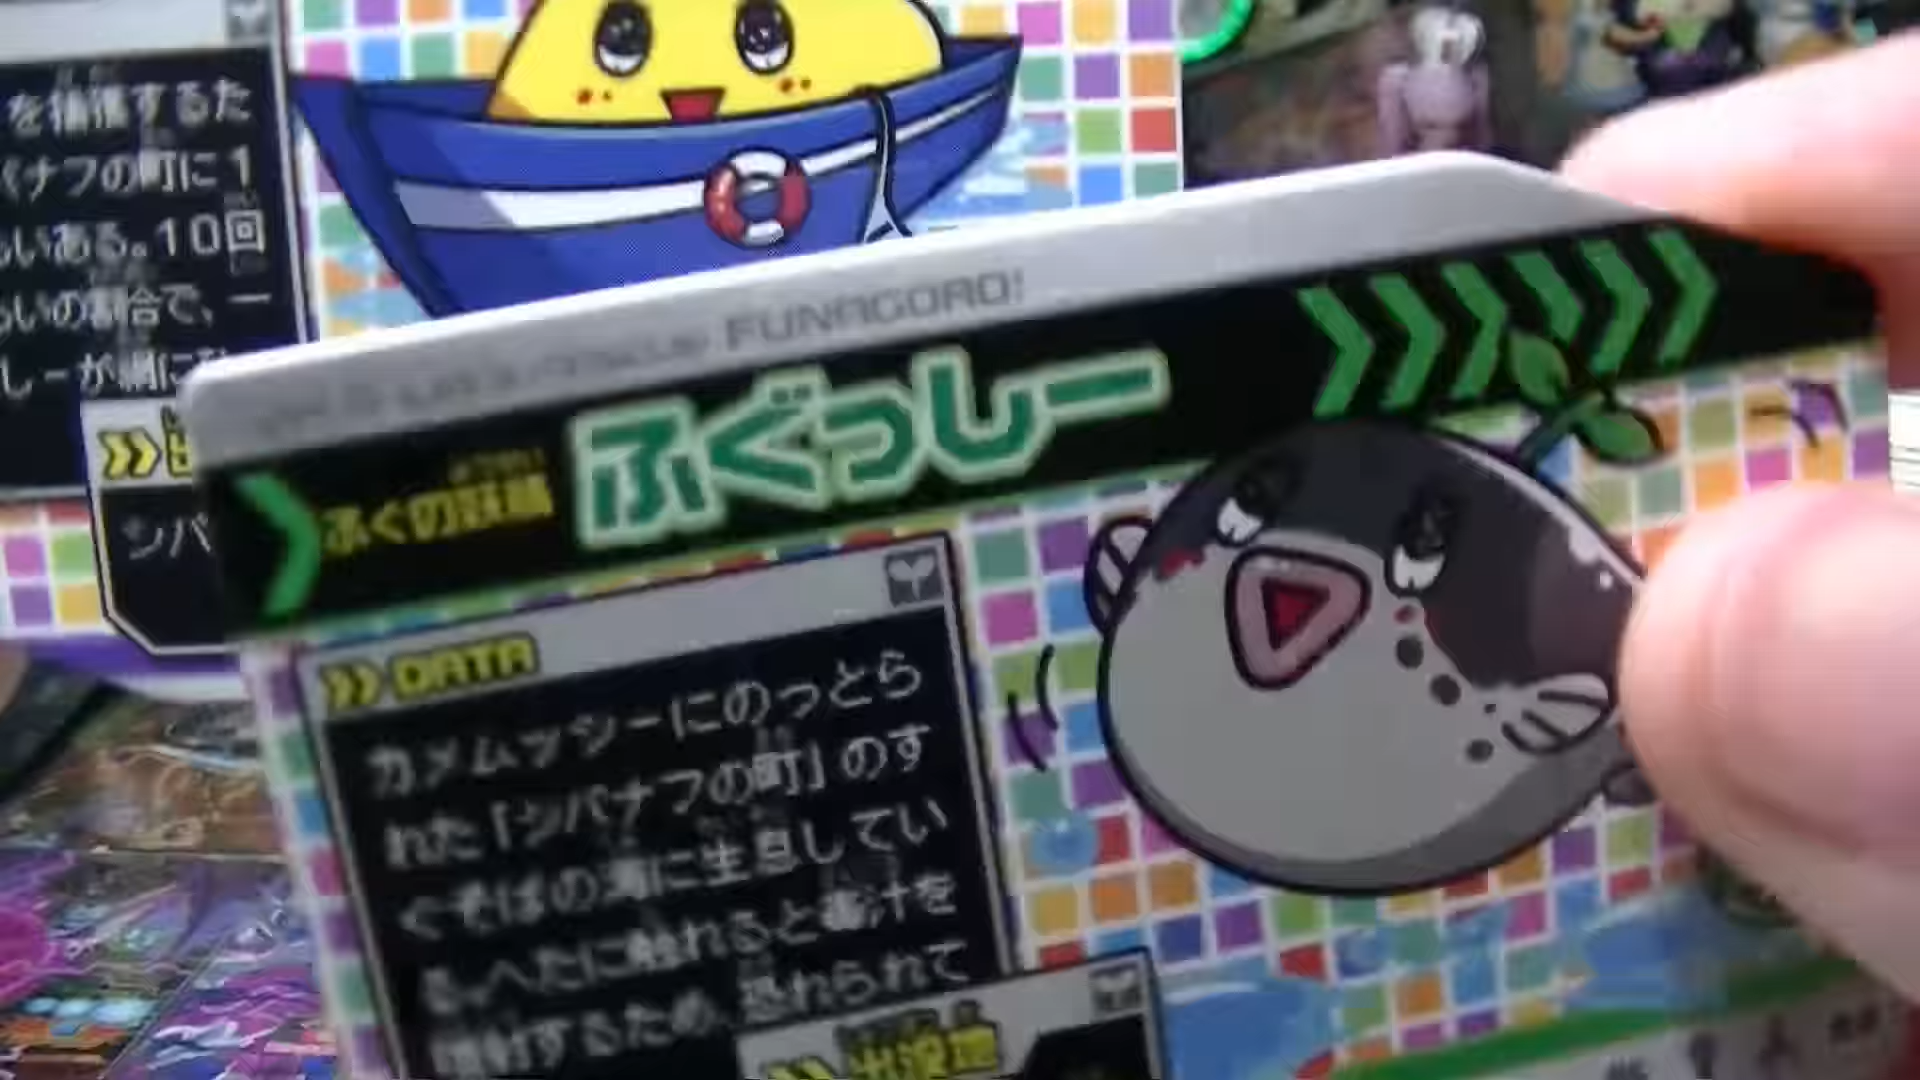 を捕獲するた
バナフの町に1
らいある。10回
らいの割合で、一
しーが網に
シバ
FUNAGORO!
ふぐの妖精
ふぐっしー
DATA
カメムッシーにのっとら
れた「シバナフの町」のす
ぐそばの海に生息してい
る。へたに触れると毒汁を
噴射するため、恐れられて
出没地